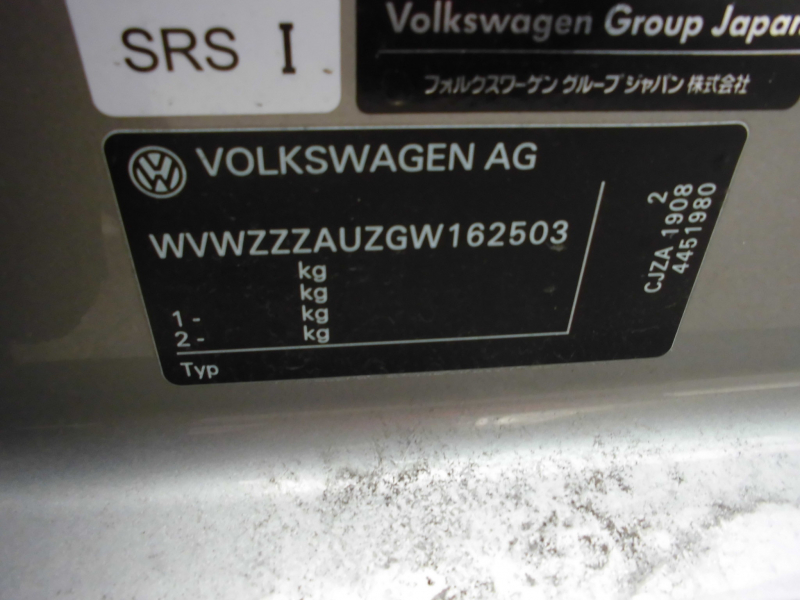 SRS I
Volkswagen Group Japan
フォルクスワーゲン グループ ジャパン 株式会社
VOLKSWAGEN AG
WVWZZZAUZGW162503
kg
kg
1 - kg
2 - kg
Typ
2
CJZA 1908
4451980